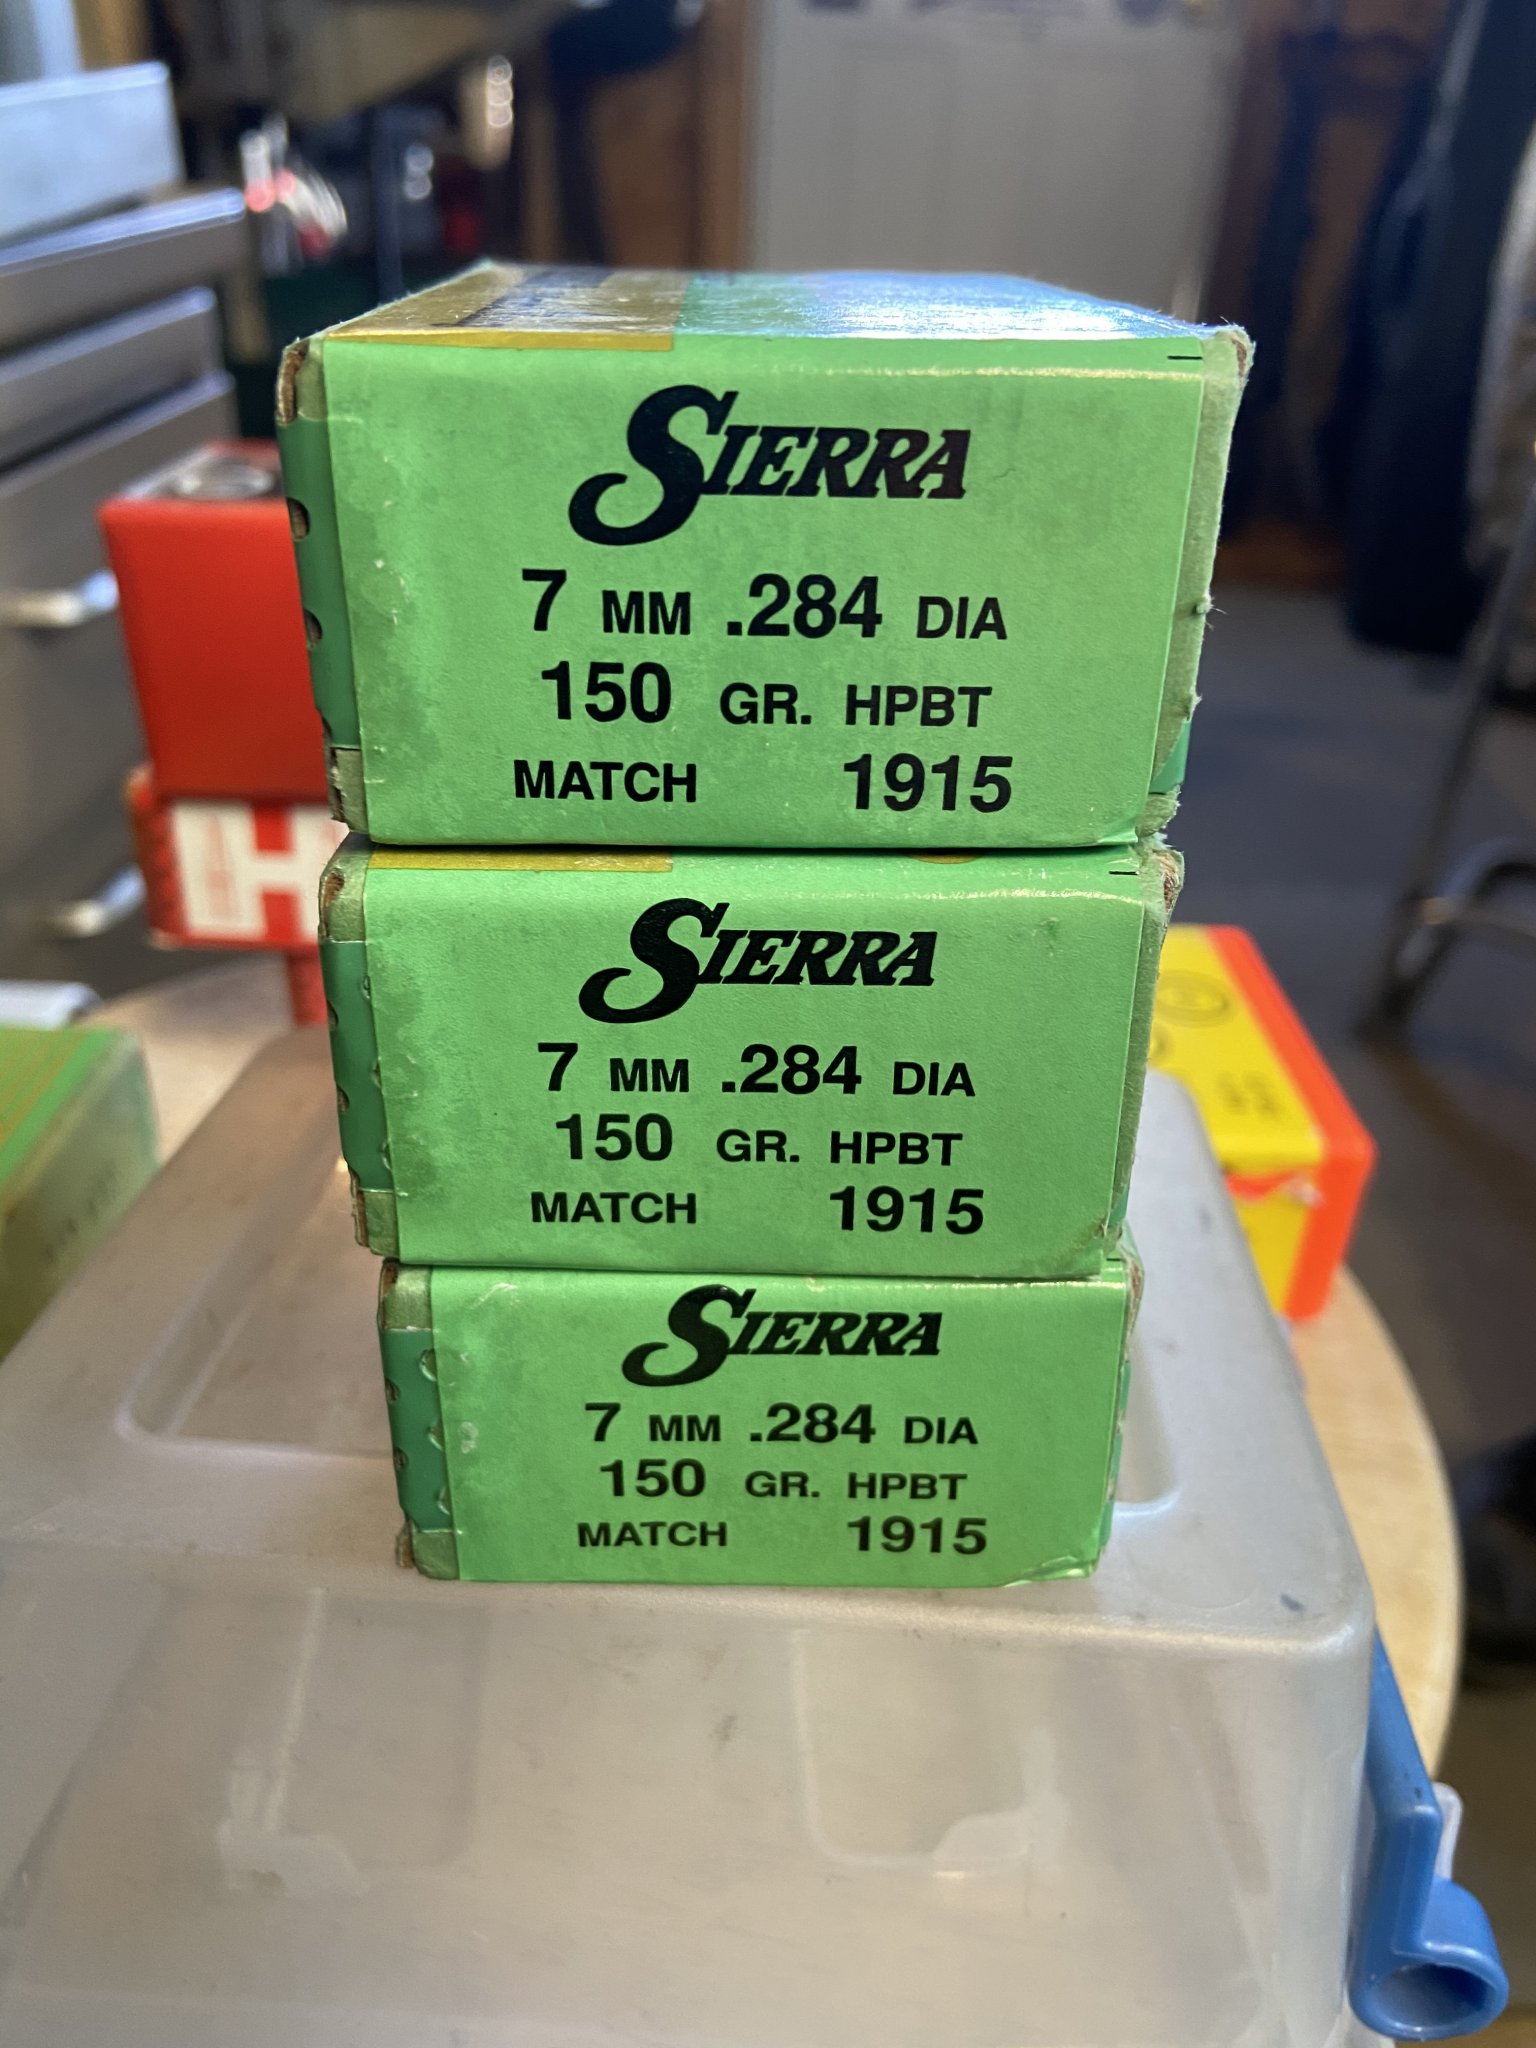 SIERRA
7 MM .284 DIA
150 GR. HPBT
MATCH 1915
SIERRA
7 MM .284 DIA
150 GR. HPBT
MATCH 1915
SIERRA
7 MM .284 DIA
150 GR. HPBT
MATCH 1915
H